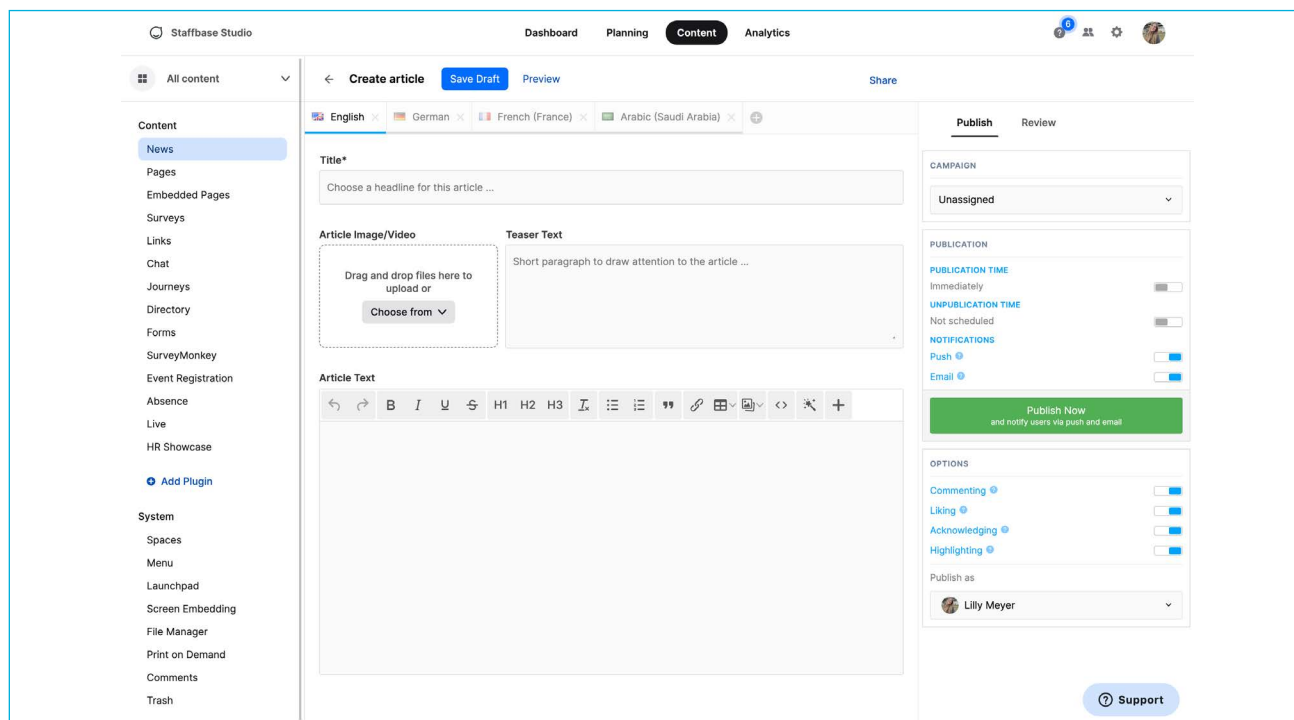 Staffbase Studio
Dashboard
Planning
Content
Analytics
6
All content
Create article
Save Draft
Preview
Share
Content
News
Pages
Embedded Pages
Surveys
Links
Chat
Journeys
Directory
Forms
SurveyMonkey
Event Registration
Absence
Live
HR Showcase
Add Plugin
System
Spaces
Menu
Launchpad
Screen Embedding
File Manager
Print on Demand
Comments
Trash
English
German
French (France)
Arabic (Saudi Arabia)
Title*
Choose a headline for this article ...
Article Image/Video
Drag and drop files here to
upload or
Choose from
Teaser Text
Short paragraph to draw attention to the article ...
Article Text
B I U S H1 H2 H3
Publish
Review
CAMPAIGN
Unassigned
PUBLICATION
PUBLICATION TIME
Immediately
UNPUBLICATION TIME
Not scheduled
NOTIFICATIONS
Push
Email
Publish Now
and notify users via push and email
OPTIONS
Commenting
Liking
Acknowledging
Highlighting
Publish as
Lilly Meyer
Support